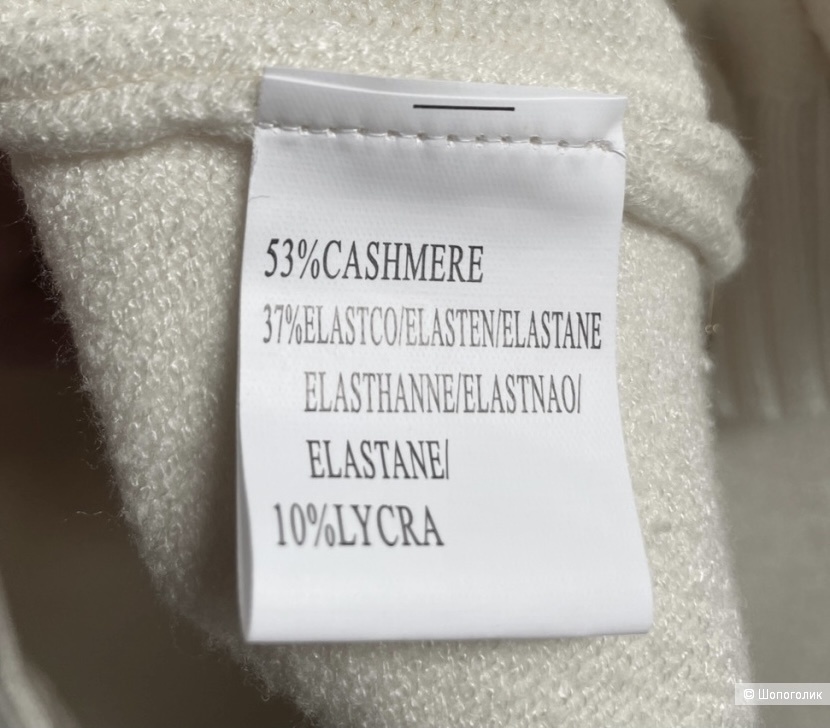 53%CASHMERE
37%ELASTCO/ELASTEN/ELASTANE
ELASTHANNE/ELASTNAO/
ELASTANE/
10%LYCRA
© Шопоголик